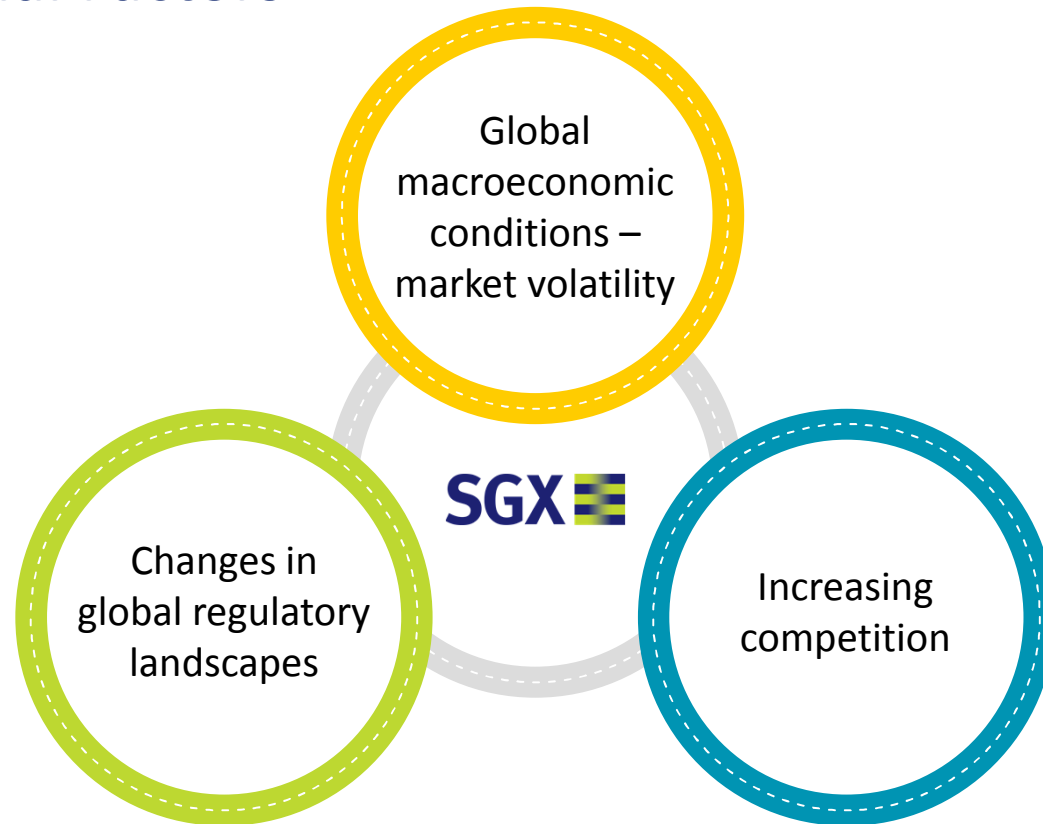 Global
macroeconomic
conditions –
market volatility
SGX
Changes in
global regulatory
landscapes
Increasing
competition